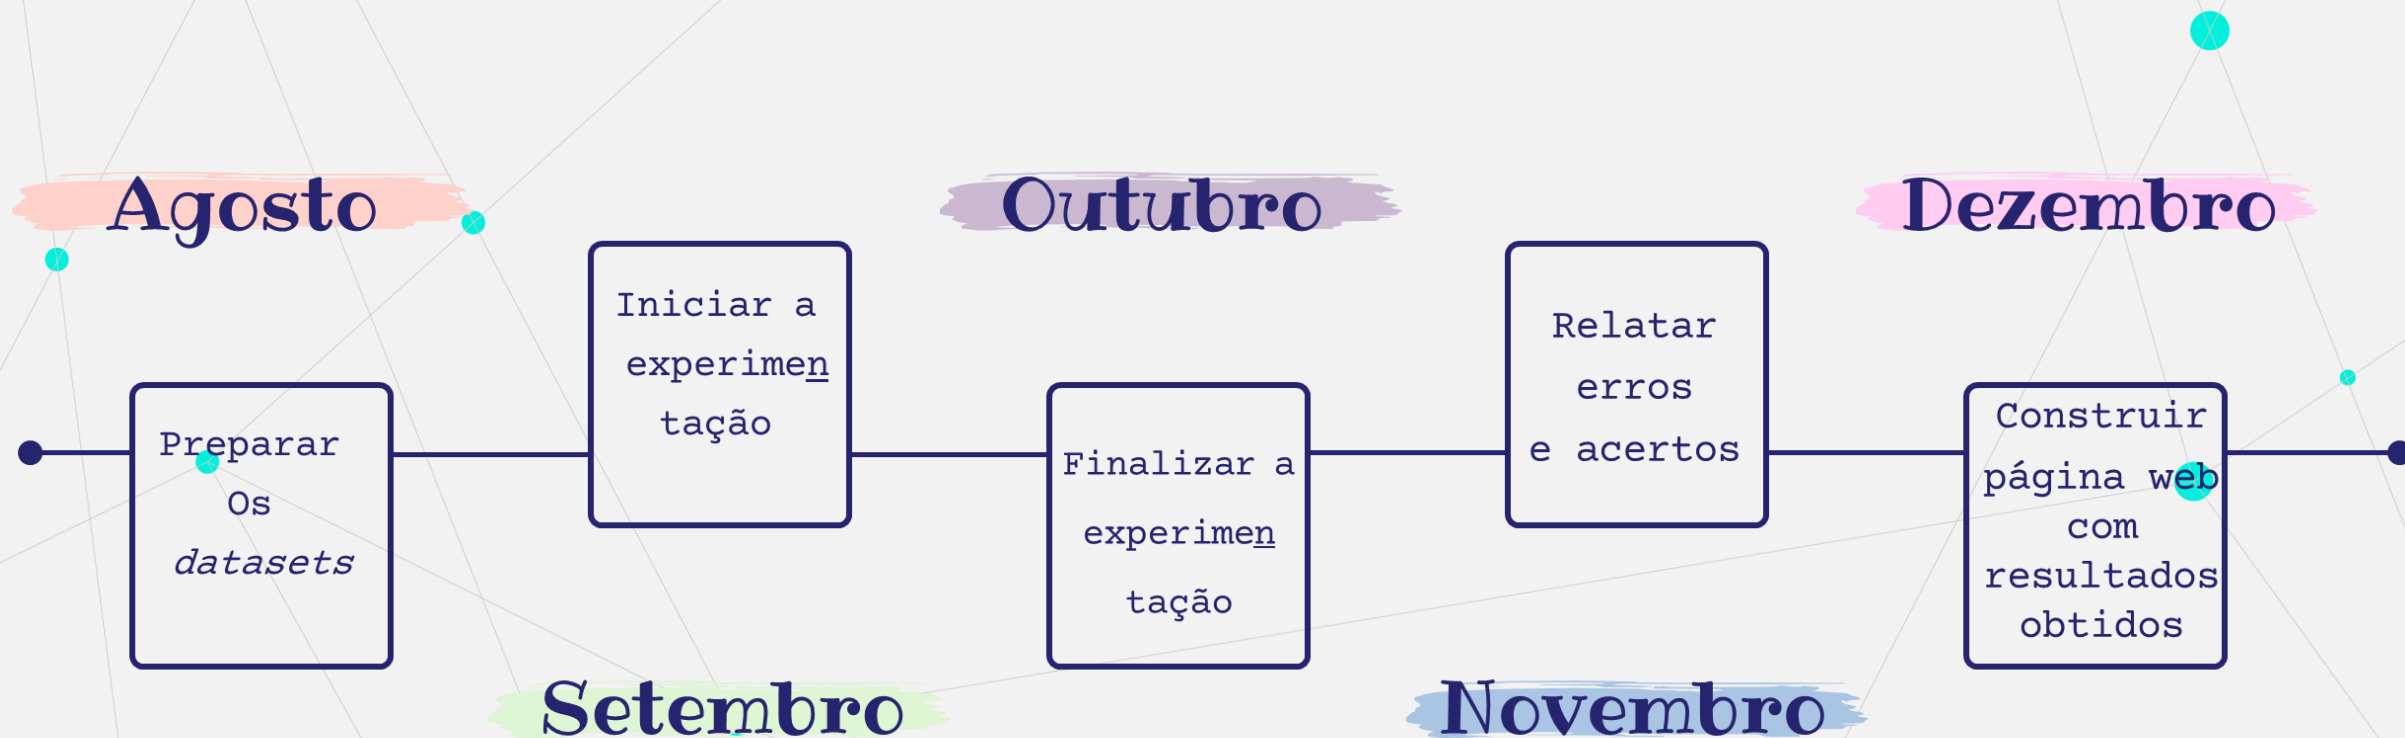 Agosto
Preparar
Os
datasets
Iniciar a
experimen
tação
Setembro
Outubro
Finalizar a
experimen
tação
Relatar
erros
e acertos
Novembro
Dezembro
Construir
página web
com
resultados
obtidos